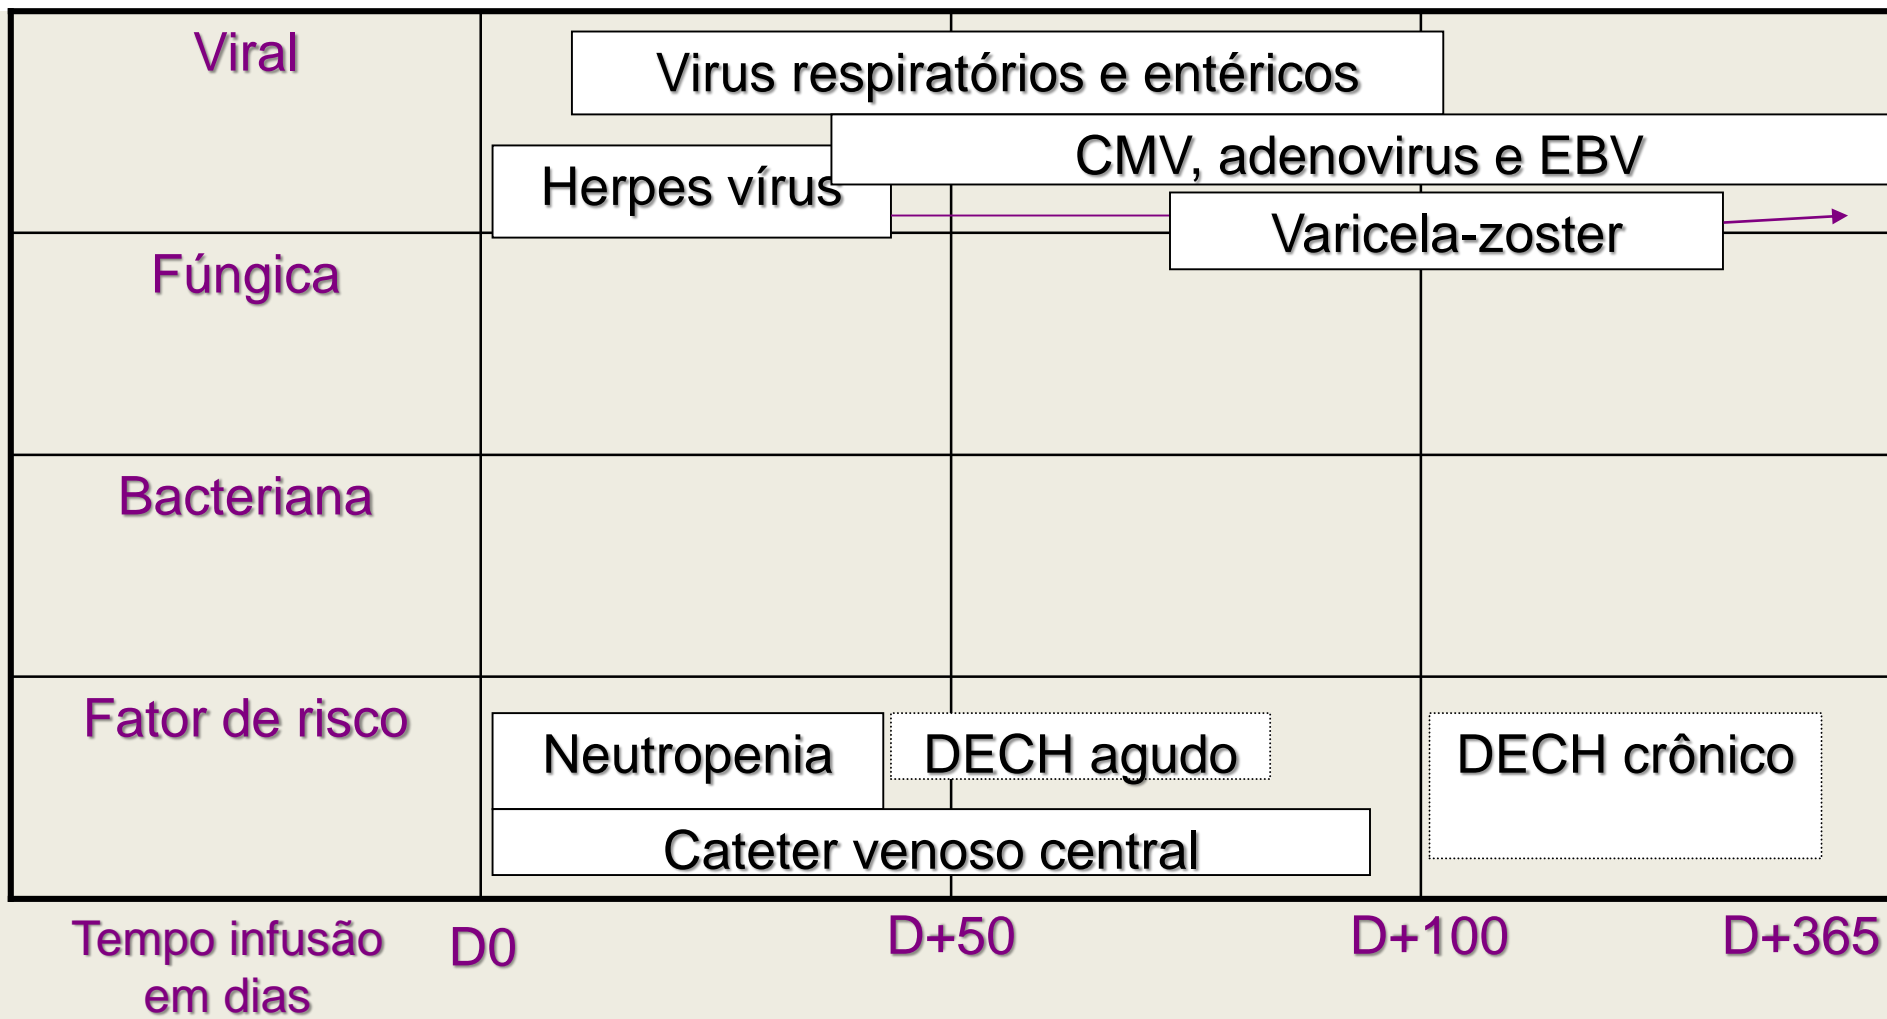 Viral
Virus respiratórios e entéricos
CMV, adenovirus e EBV
Herpes vírus
Varicela-zoster
Fúngica
Bacteriana
Fator de risco
Neutropenia
DECH agudo
DECH crônico
Cateter venoso central
Tempo infusão
em dias
D0
D+50
D+100
D+365